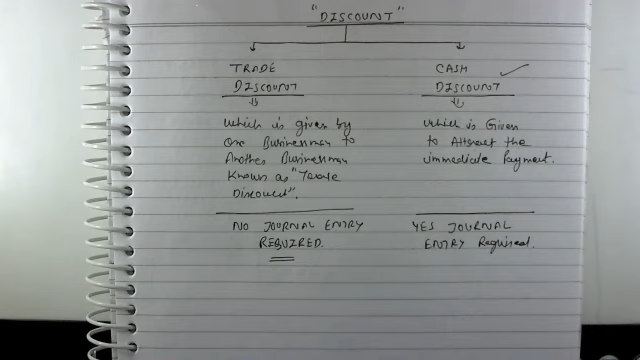 "DISCOUNT"
TRADE
DISCOUNT
which is given by
One Businessman to
Another Businessman
Known as "Trade
Discount".
NO JOURNAL ENTRY
REQUIRED.
CASH
DISCOUNT
Which is Given
to Attract the
immediate Payment.
YES JOURNAL
ENTRY Required.